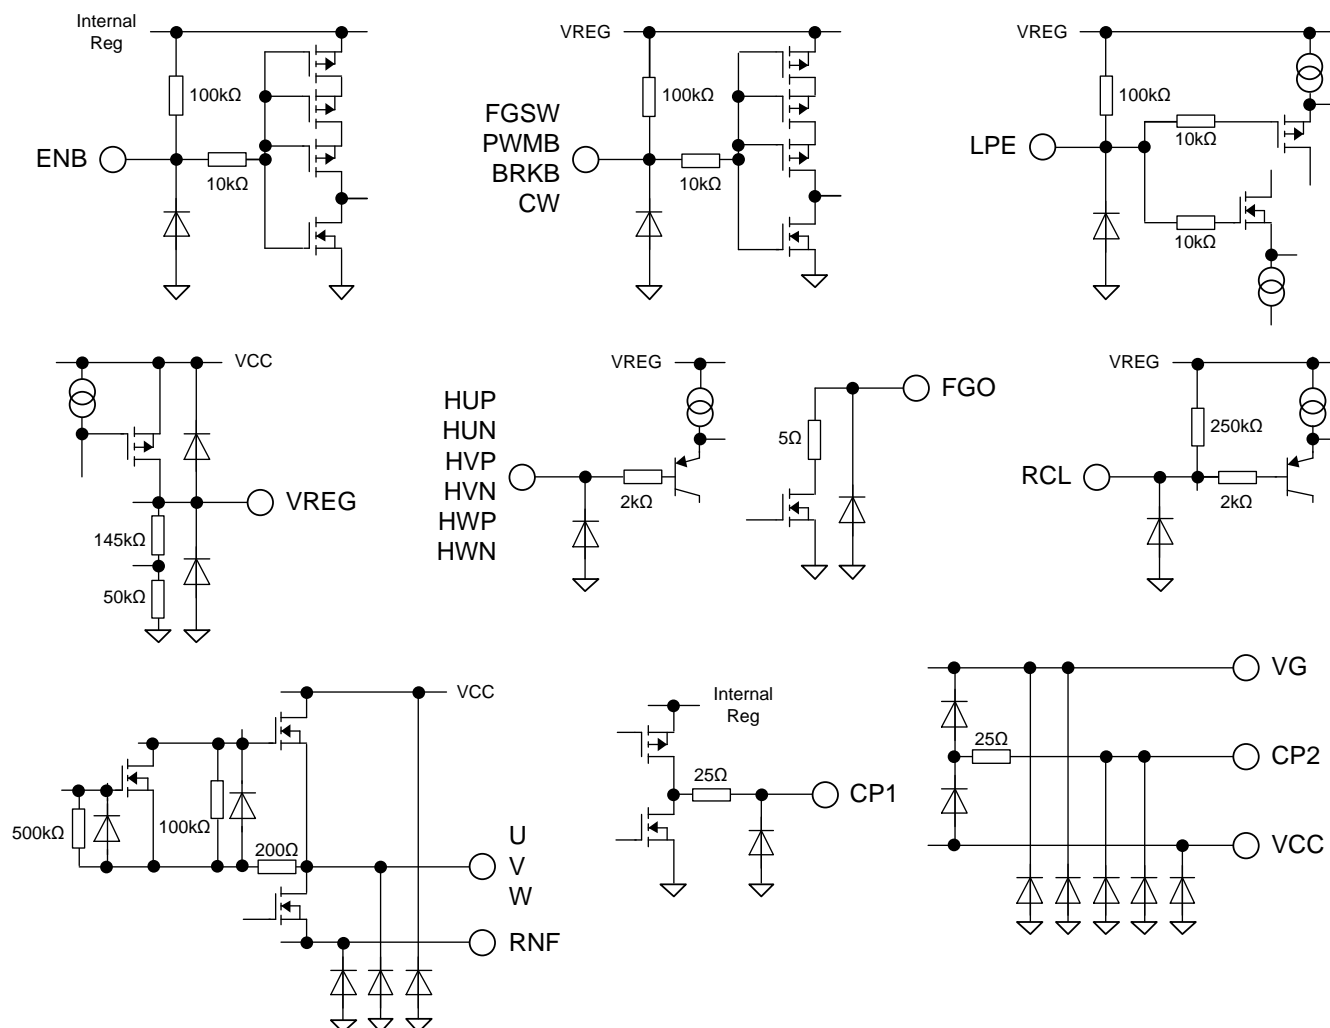 Internal
Reg
100kΩ
ENB
10kΩ
VREG
100kΩ
FGSW
PWMB
BRKB
CW
10kΩ
VREG
100kΩ
LPE
10kΩ
10kΩ
VCC
VREG
145kΩ
50kΩ
VREG
HUP
HUN
HVP
HVN
HWP
HWN
2kΩ
FGO
5Ω
VREG
250kΩ
RCL
2kΩ
VCC
500kΩ
100kΩ
200Ω
U
V
W
RNF
Internal
Reg
25Ω
CP1
VG
25Ω
CP2
VCC